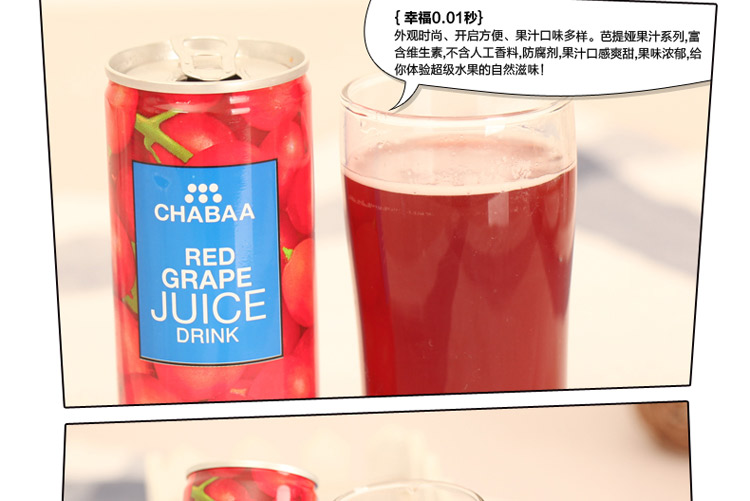 { 幸福0.01秒}
外观时尚、开启方便、果汁口味多样。芭提娅果汁系列,富
含维生素,不含人工香料,防腐剂,果汁口感爽甜,果味浓郁,给
你体验超级水果的自然滋味!
CHABAA
RED
GRAPE
JUICE
DRINK